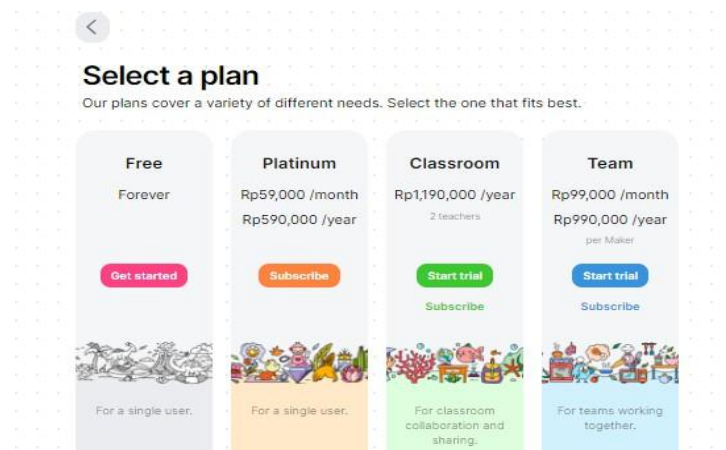 Select a plan
Our plans cover a variety of different needs. Select the one that fits best.
Free
Forever
Get started
For a single user.
Platinum
Rp59,000 /month
Rp590,000 /year
Subscribe
For a single user.
Classroom
Rp1,190,000 /year
2 teachers
Start trial
Subscribe
For classroom
collaboration and
sharing.
Team
Rp99,000 /month
Rp990,000 /year
per Maker
Start trial
Subscribe
For teams working
together.